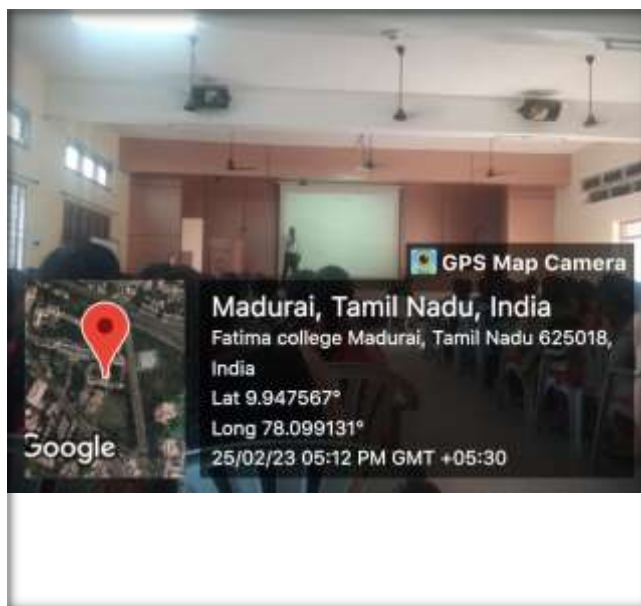 GPS Map Camera
Madurai, Tamil Nadu, India
Fatima college Madurai, Tamil Nadu 625018,
India
Lat 9.947567°
Long 78.099131°
25/02/23 05:12 PM GMT +05:30
Google